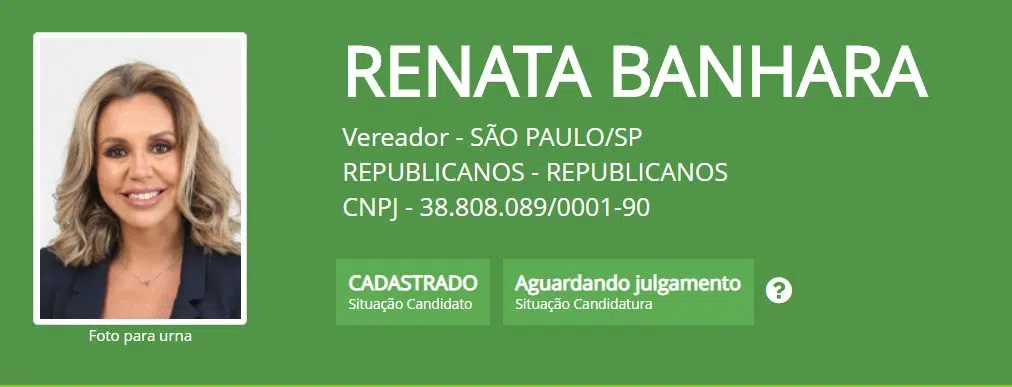 RENATA BANHARA
Vereador - SÃO PAULO/SP
REPUBLICANOS - REPUBLICANOS
CNPJ - 38.808.089/0001-90
CADASTRADO
Situação Candidato
Aguardando julgamento
Situação Candidatura
?
Foto para urna